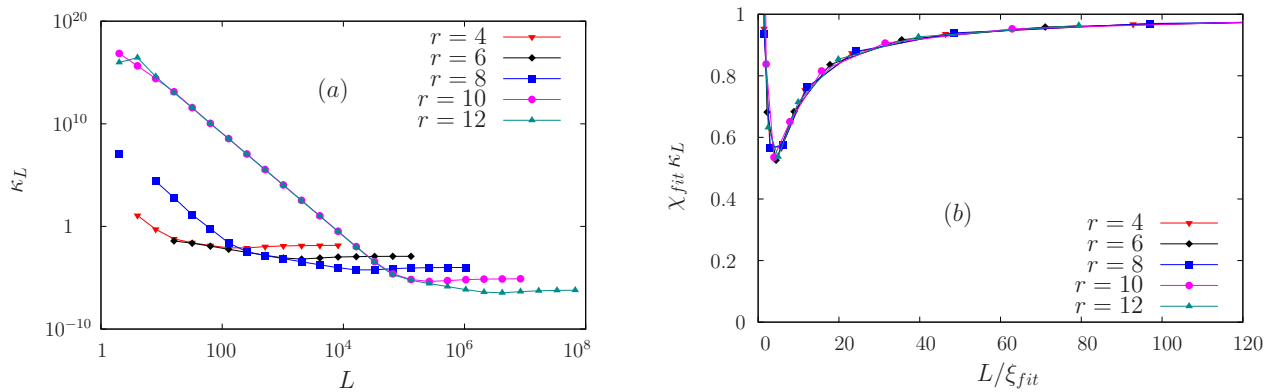 10^20
10^10
1
10^-10
κ_L
1
100
10^4
10^6
10^8
L
(a)
r = 4
r = 6
r = 8
r = 10
r = 12
1
0.8
0.6
0.4
0.2
0
χ_fit κ_L
0
20
40
60
80
100
120
L/ξ_fit
(b)
r = 4
r = 6
r = 8
r = 10
r = 12